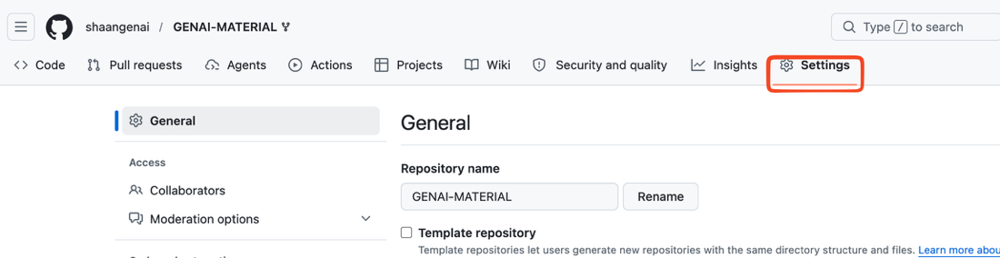 shaangenai / GENAI-MATERIAL
Type / to search
Code Pull requests Agents Actions Projects Wiki Security and quality Insights Settings
General
Access
Collaborators
Moderation options
General
Repository name
GENAI-MATERIAL Rename
Template repository
Template repositories let users generate new repositories with the same directory structure and files. Learn more abou